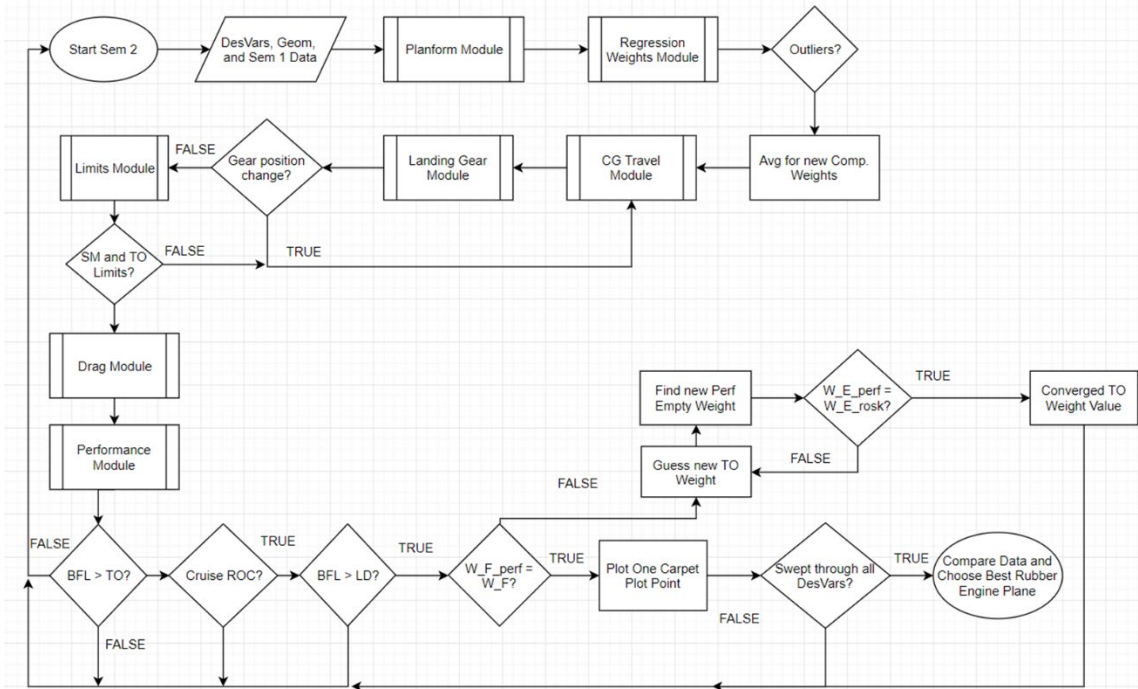 Start Sem 2
DesVars, Geom,
and Sem 1 Data
Planform Module
Regression
Weights Module
Outliers?
Limits Module
FALSE
Gear position
change?
Landing Gear
Module
CG Travel
Module
Avg for new Comp.
Weights
SM and TO
Limits?
FALSE
TRUE
Drag Module
Performance
Module
Find new Perf
Empty Weight
W_E_perf =
W_E_rosk?
TRUE
Converged TO
Weight Value
Guess new TO
Weight
FALSE
FALSE
FALSE
BFL > TO?
Cruise ROC?
TRUE
BFL > LD?
TRUE
W_F_perf =
W_F?
TRUE
Plot One Carpet
Plot Point
Swept through all
DesVars?
TRUE
Compare Data and
Choose Best Rubber
Engine Plane
FALSE
FALSE